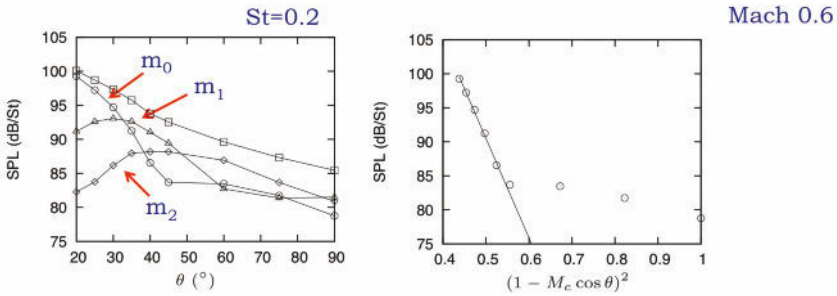 St=0.2
Mach 0.6
105
100
95
90
85
80
75
SPL (dB/St)
m₀
m₁
m₂
20 30 40 50 60 70 80 90
θ (°)
105
100
95
90
85
80
75
SPL (dB/St)
0.4 0.5 0.6 0.7 0.8 0.9 1
(1 − M_c cos θ)²